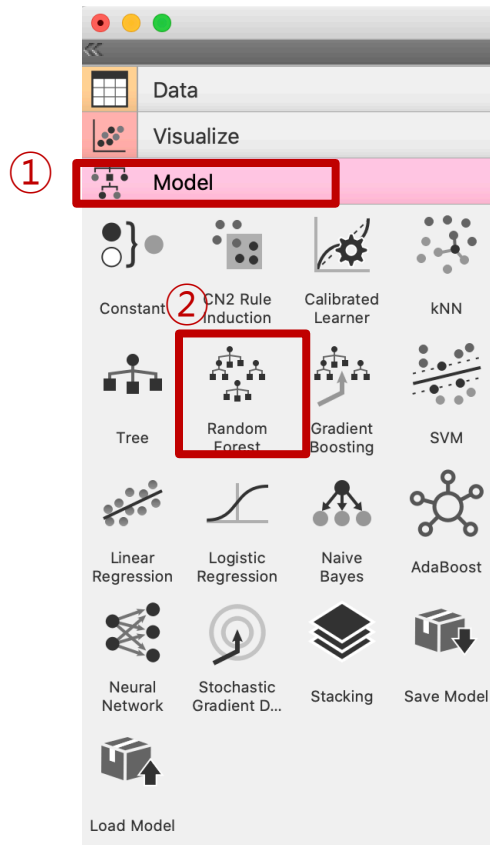 Data
Visualize
①
Model
Constant
②
CN2 Rule
Induction
Calibrated
Learner
kNN
Tree
Random
Forest
Gradient
Boosting
SVM
Linear
Regression
Logistic
Regression
Naive
Bayes
AdaBoost
Neural
Network
Stochastic
Gradient D...
Stacking
Save Model
Load Model